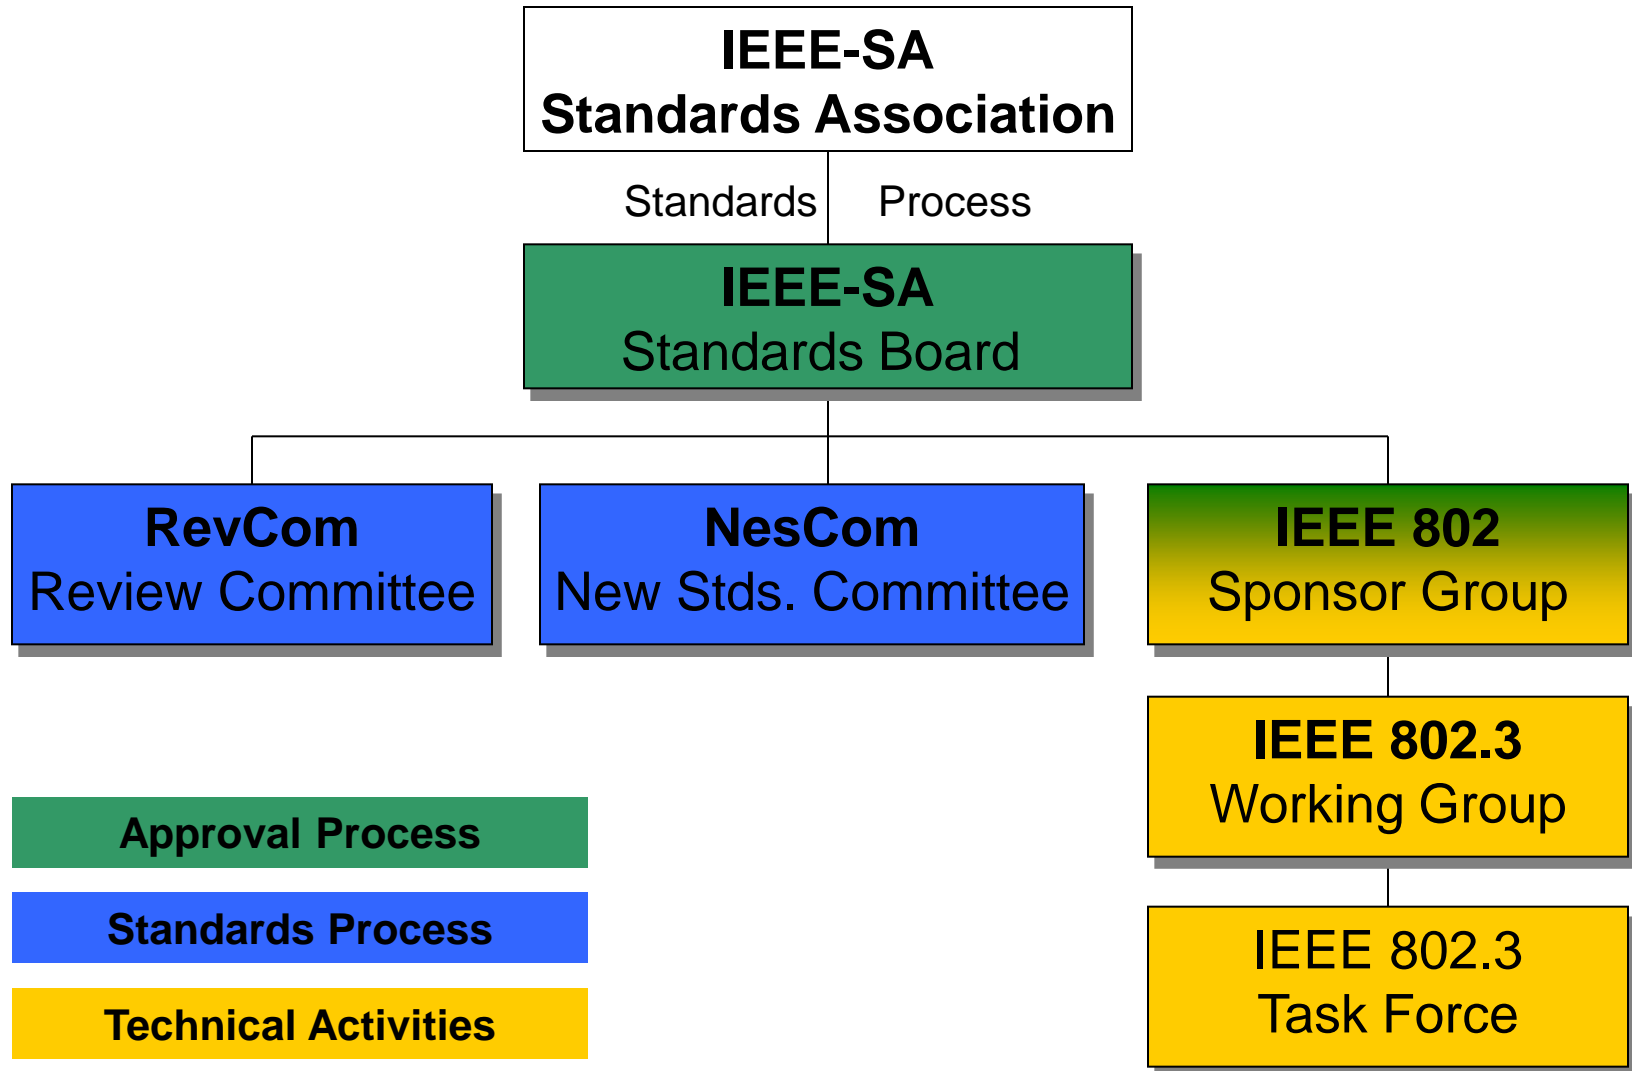 IEEE-SA
Standards Association
Standards Process
IEEE-SA
Standards Board
RevCom
Review Committee
NesCom
New Stds. Committee
IEEE 802
Sponsor Group
IEEE 802.3
Working Group
IEEE 802.3
Task Force
Approval Process
Standards Process
Technical Activities